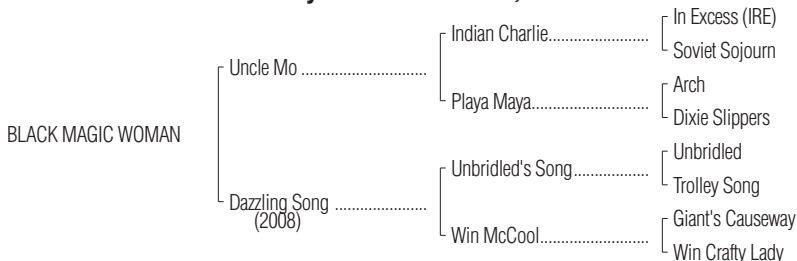 In Excess (IRE)
Indian Charlie........................
Soviet Sojourn
Uncle Mo ..............................
Arch
Playa Maya............................
Dixie Slippers
BLACK MAGIC WOMAN
Unbridled
Unbridled's Song..................
Trolley Song
Dazzling Song ......................
(2008)
Giant's Causeway
Win McCool..........................
Win Crafty Lady